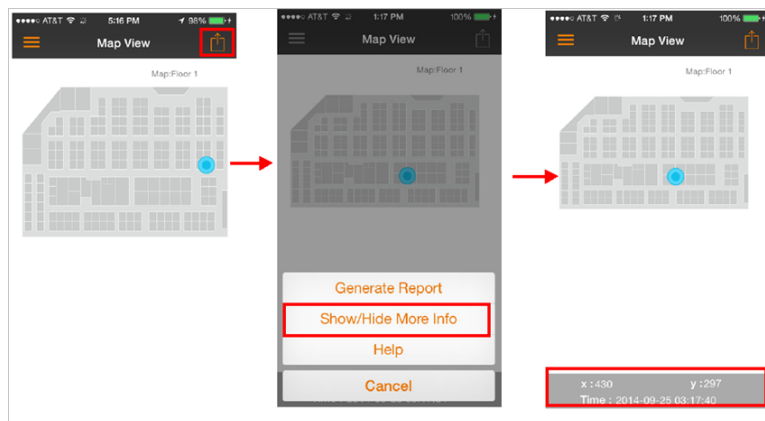 AT&T 5:16 PM 98%
Map View
Map:Floor 1
AT&T 1:17 PM 100%
Map View
Map:Floor 1
Generate Report
Show/Hide More Info
Help
Cancel
AT&T 1:17 PM 100%
Map View
Map:Floor 1
x :430 y :297
Time : 2014-09-25 03:17:40